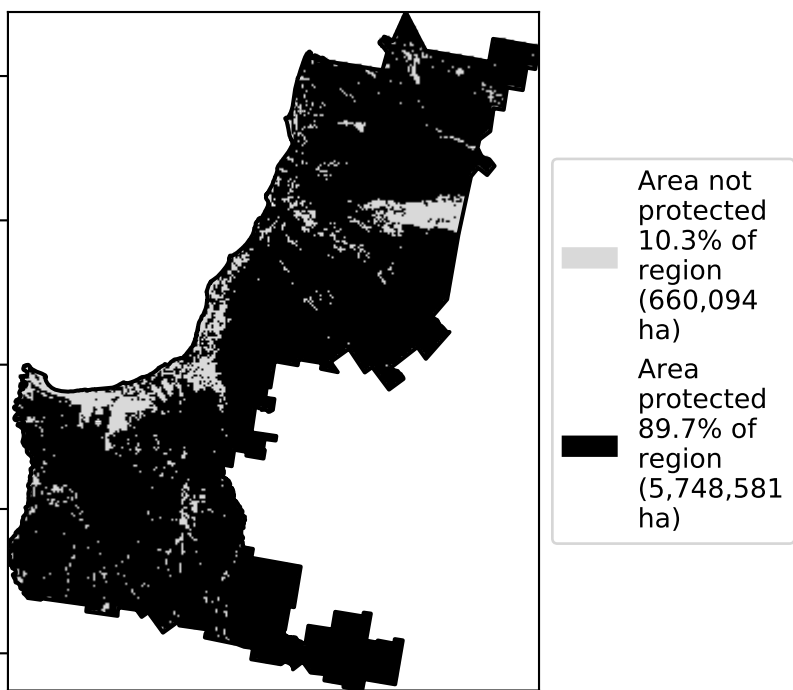 Area not
protected
10.3% of
region
(660,094
ha)
Area
protected
89.7% of
region
(5,748,581
ha)